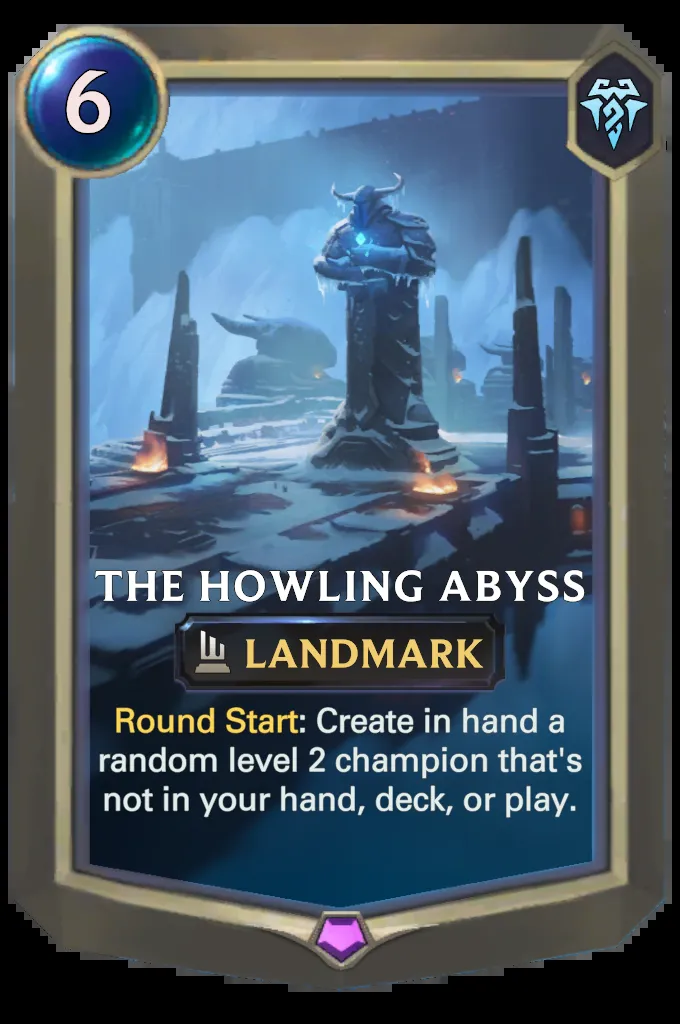 6
THE HOWLING ABYSS
LANDMARK
Round Start: Create in hand a
random level 2 champion that's
not in your hand, deck, or play.